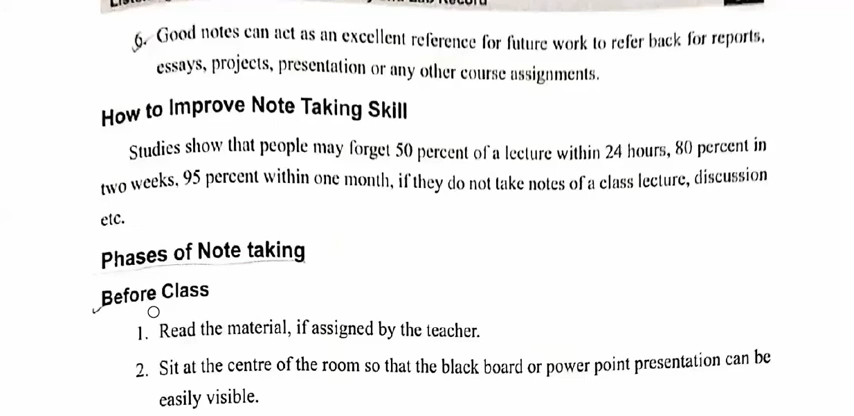 6. Good notes can act as an excellent reference for future work to refer back for reports,
essays, projects, presentation or any other course assignments.
How to Improve Note Taking Skill
Studies show that people may forget 50 percent of a lecture within 24 hours, 80 percent in
two weeks, 95 percent within one month, if they do not take notes of a class lecture, discussion
etc.
Phases of Note taking
Before Class
1. Read the material, if assigned by the teacher.
2. Sit at the centre of the room so that the black board or power point presentation can be
easily visible.